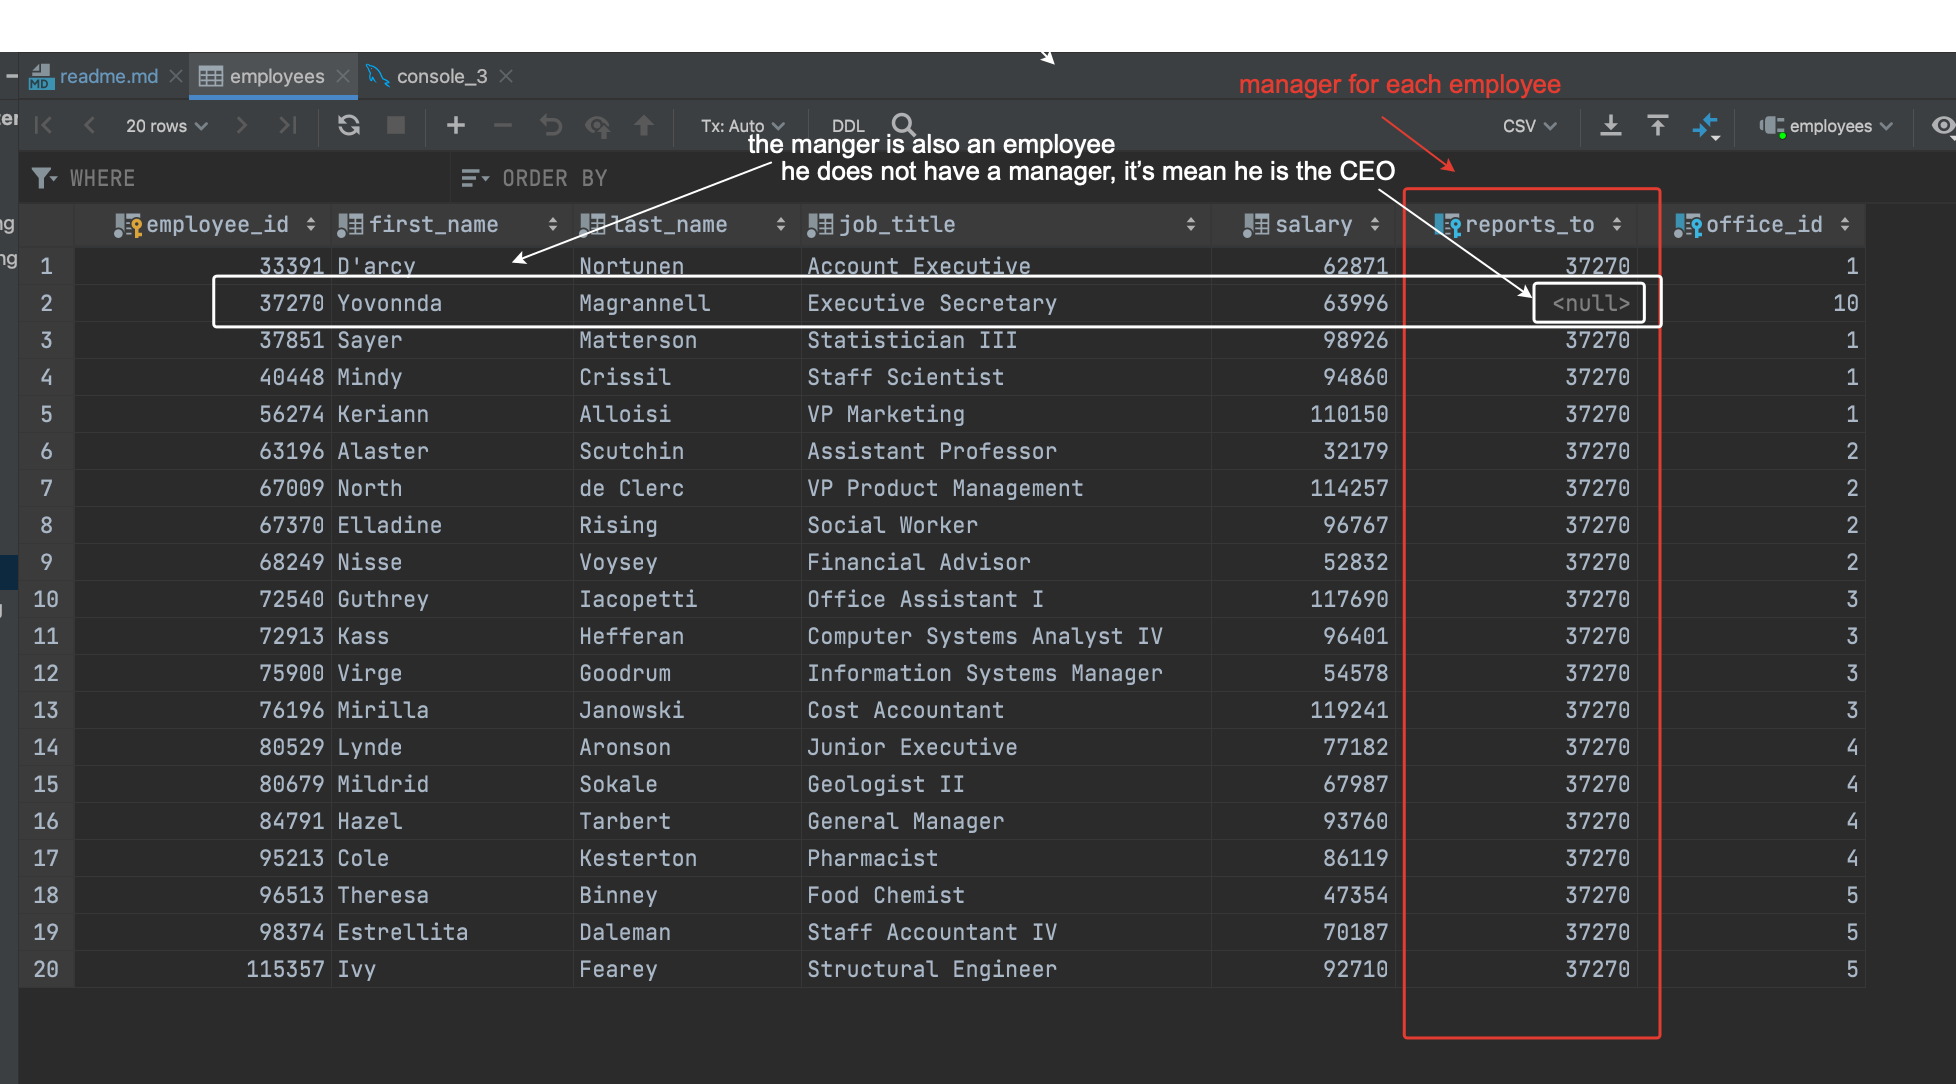 readme.md employees console_3
manager for each employee
20 rows Tx: Auto DDL CSV employees
the manger is also an employee
he does not have a manager, it’s mean he is the CEO
WHERE ORDER BY
employee_id first_name last_name job_title salary reports_to office_id
1 33391 D'arcy Nortunen Account Executive 62871 37270 1
2 37270 Yovonnda Magrannell Executive Secretary 63996 <null> 10
3 37851 Sayer Matterson Statistician III 98926 37270 1
4 40448 Mindy Crissil Staff Scientist 94860 37270 1
5 56274 Keriann Alloisi VP Marketing 110150 37270 1
6 63196 Alaster Scutchin Assistant Professor 32179 37270 2
7 67009 North de Clerc VP Product Management 114257 37270 2
8 67370 Elladine Rising Social Worker 96767 37270 2
9 68249 Nisse Voysey Financial Advisor 52832 37270 2
10 72540 Guthrey Iacopetti Office Assistant I 117690 37270 3
11 72913 Kass Hefferan Computer Systems Analyst IV 96401 37270 3
12 75900 Virge Goodrum Information Systems Manager 54578 37270 3
13 76196 Mirilla Janowski Cost Accountant 119241 37270 3
14 80529 Lynde Aronson Junior Executive 77182 37270 4
15 80679 Mildrid Sokale Geologist II 67987 37270 4
16 84791 Hazel Tarbert General Manager 93760 37270 4
17 95213 Cole Kesterton Pharmacist 86119 37270 4
18 96513 Theresa Binney Food Chemist 47354 37270 5
19 98374 Estrellita Daleman Staff Accountant IV 70187 37270 5
20 115357 Ivy Fearey Structural Engineer 92710 37270 5